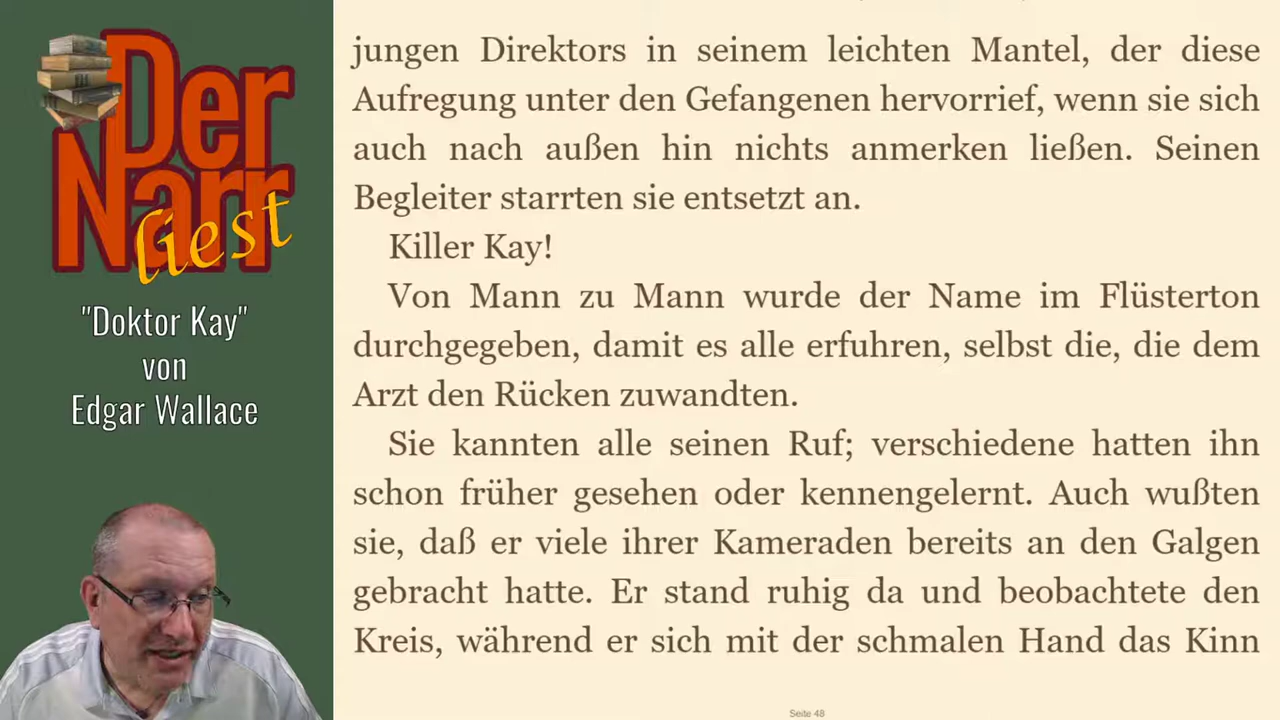 Der
Narr
liest
"Doktor Kay"
von
Edgar Wallace
jungen Direktors in seinem leichten Mantel, der diese
Aufregung unter den Gefangenen hervorrief, wenn sie sich
auch nach außen hin nichts anmerken ließen. Seinen
Begleiter starrten sie entsetzt an.
Killer Kay!
Von Mann zu Mann wurde der Name im Flüsterton
durchgegeben, damit es alle erfuhren, selbst die, die dem
Arzt den Rücken zuwandten.
Sie kannten alle seinen Ruf; verschiedene hatten ihn
schon früher gesehen oder kennengelernt. Auch wußten
sie, daß er viele ihrer Kameraden bereits an den Galgen
gebracht hatte. Er stand ruhig da und beobachtete den
Kreis, während er sich mit der schmalen Hand das Kinn
Seite 48